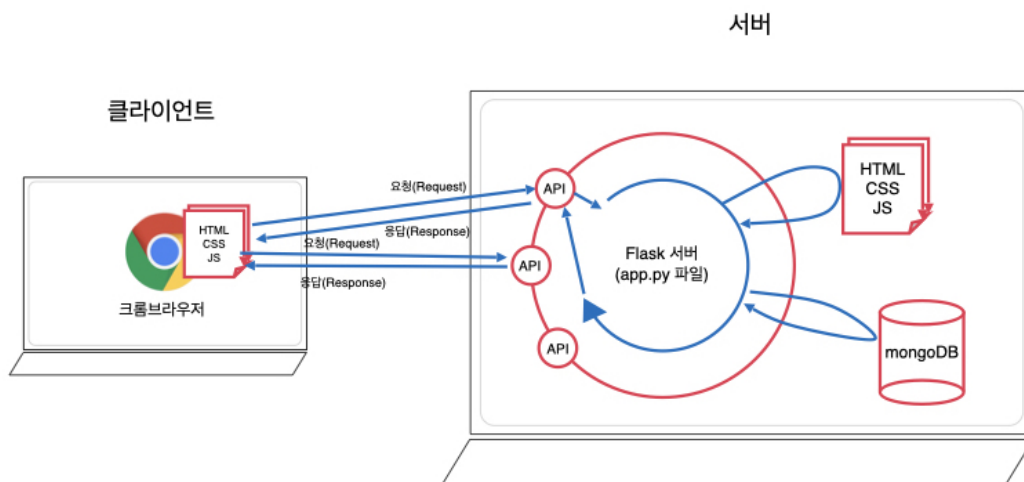 서버
클라이언트
HTML
CSS
JS
크롬브라우저
요청(Request)
응답(Response)
요청(Request)
응답(Response)
API
API
API
Flask 서버
(app.py 파일)
HTML
CSS
JS
mongoDB